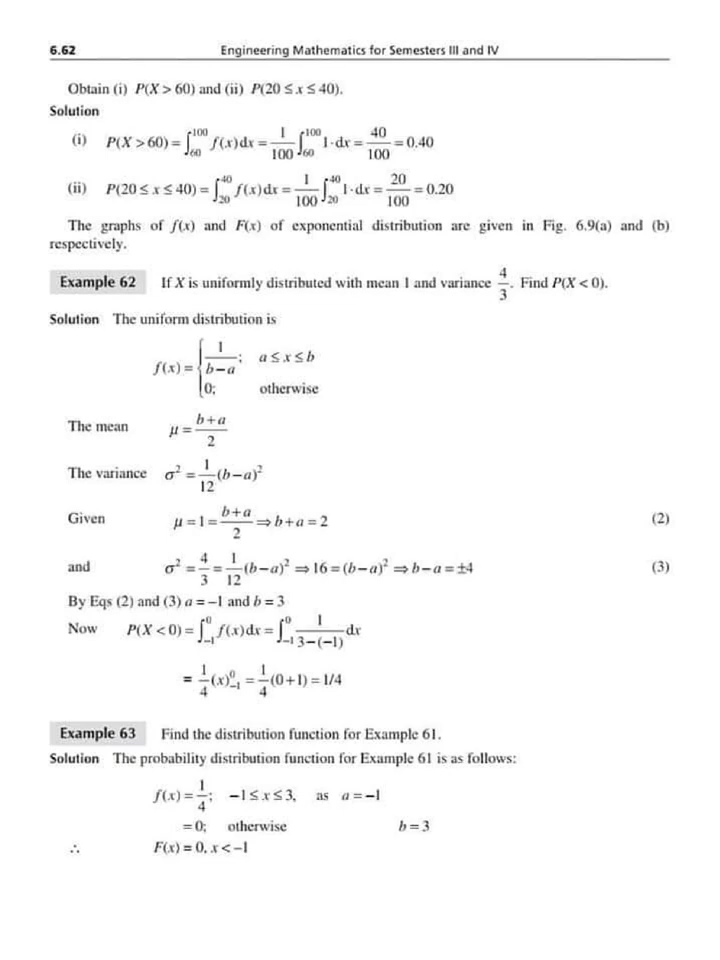 6.62 Engineering Mathematics for Semesters III and IV
Obtain (i) P(X > 60) and (ii) P(20 ≤ x ≤ 40).
Solution
(i) P(X > 60) = ∫₆₀¹⁰⁰ f(x)dx = 1/100 ∫₆₀¹⁰⁰ 1·dx = 40/100 = 0.40
(ii) P(20 ≤ x ≤ 40) = ∫₂₀⁴⁰ f(x)dx = 1/100 ∫₂₀⁴⁰ 1·dx = 20/100 = 0.20
The graphs of f(x) and F(x) of exponential distribution are given in Fig. 6.9(a) and (b)
respectively.
Example 62 If X is uniformly distributed with mean 1 and variance 4/3. Find P(X < 0).
Solution The uniform distribution is
f(x) = { 1/(b−a); a ≤ x ≤ b
0; otherwise
The mean μ = (b+a)/2
The variance σ² = 1/12 (b−a)²
Given μ = 1 = (b+a)/2 ⇒ b+a = 2 (2)
and σ² = 4/3 = 1/12 (b−a)² ⇒ 16 = (b−a)² ⇒ b−a = ±4 (3)
By Eqs (2) and (3) a = −1 and b = 3
Now P(X < 0) = ∫₋₁⁰ f(x)dx = ∫₋₁⁰ 1/(3−(−1)) dx
= 1/4 (x)₋₁⁰ = 1/4 (0+1) = 1/4
Example 63 Find the distribution function for Example 61.
Solution The probability distribution function for Example 61 is as follows:
f(x) = 1/4; −1 ≤ x ≤ 3, as a = −1
= 0; otherwise b = 3
∴ F(x) = 0, x < −1